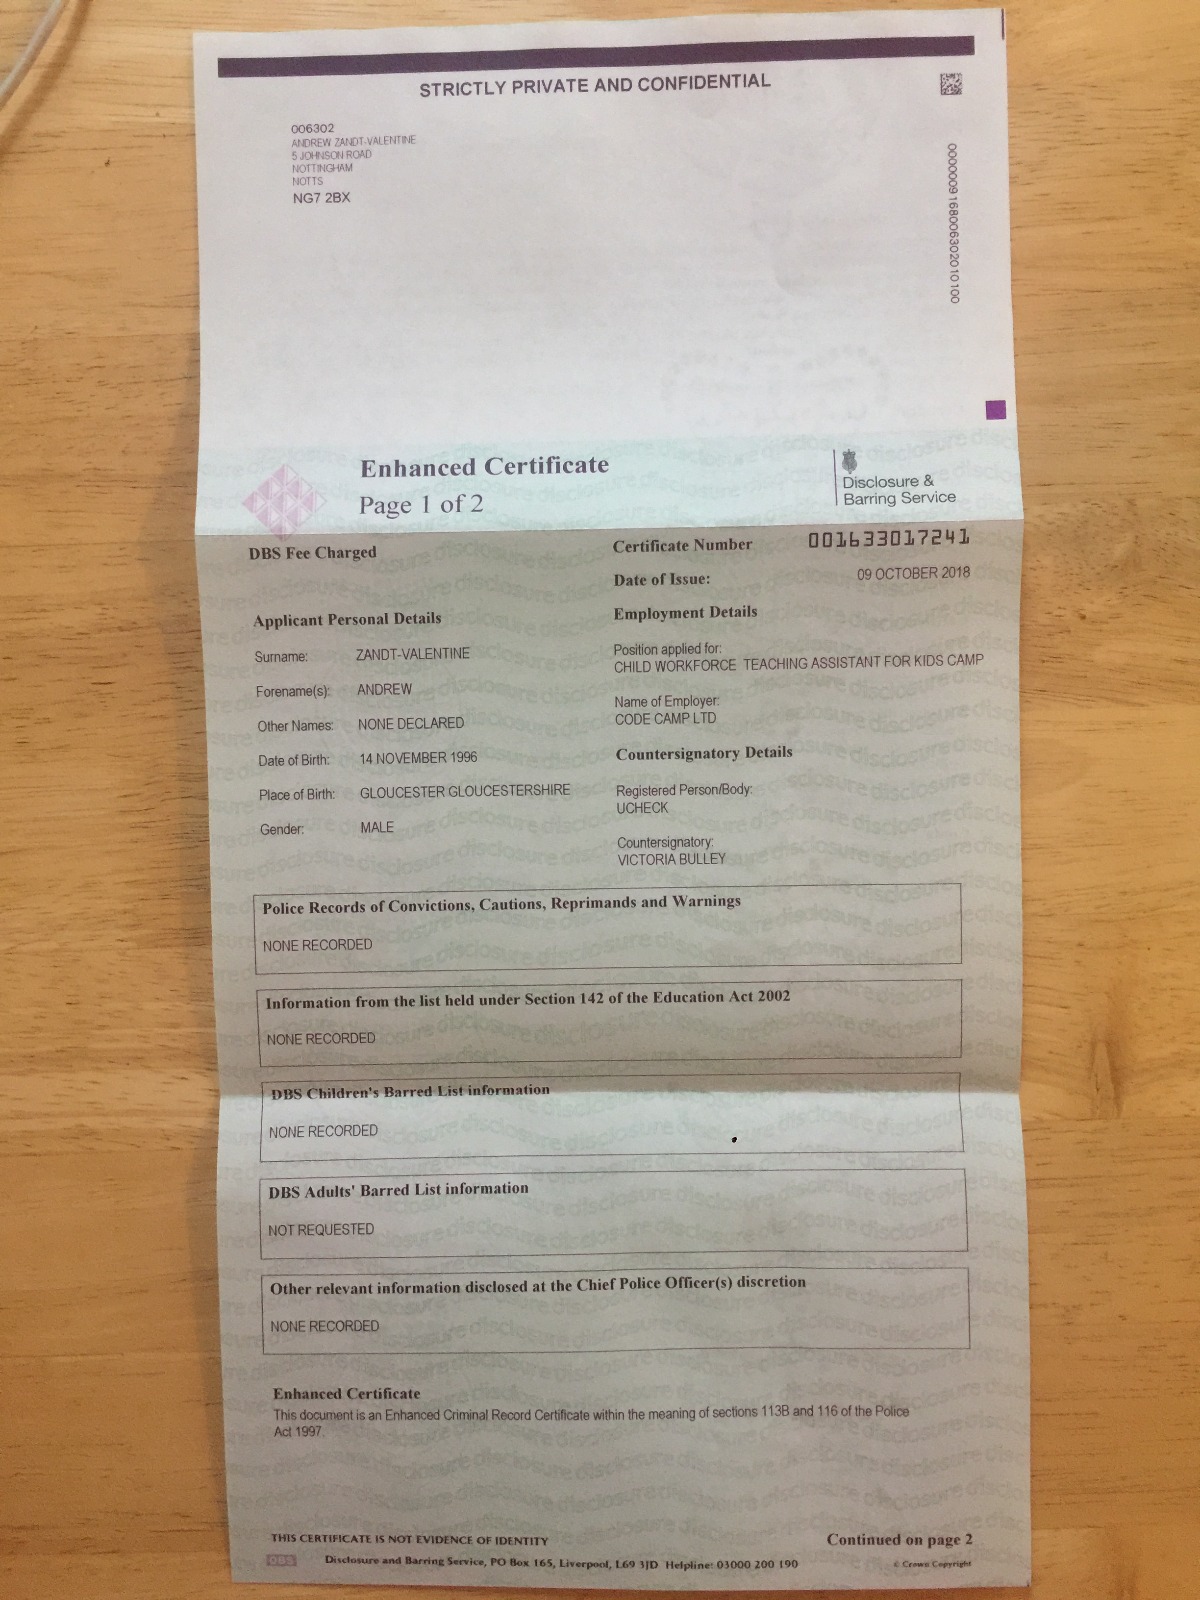 STRICTLY PRIVATE AND CONFIDENTIAL
006302
ANDREW ZANDT-VALENTINE
5 JOHNSON ROAD
NOTTINGHAM
NOTTS
NG7 2BX
00000091680063020 10100
Enhanced Certificate
Page 1 of 2
Disclosure &
Barring Service
DBS Fee Charged
Certificate Number 001633017241
Date of Issue: 09 OCTOBER 2018
Applicant Personal Details
Surname: ZANDT-VALENTINE
Forename(s): ANDREW
Other Names: NONE DECLARED
Date of Birth: 14 NOVEMBER 1996
Place of Birth: GLOUCESTER GLOUCESTERSHIRE
Gender: MALE
Employment Details
Position applied for:
CHILD WORKFORCE TEACHING ASSISTANT FOR KIDS CAMP
Name of Employer:
CODE CAMP LTD
Countersignatory Details
Registered Person/Body:
UCHECK
Countersignatory:
VICTORIA BULLEY
Police Records of Convictions, Cautions, Reprimands and Warnings
NONE RECORDED
Information from the list held under Section 142 of the Education Act 2002
NONE RECORDED
DBS Children's Barred List information
NONE RECORDED
DBS Adults' Barred List information
NOT REQUESTED
Other relevant information disclosed at the Chief Police Officer(s) discretion
NONE RECORDED
Enhanced Certificate
This document is an Enhanced Criminal Record Certificate within the meaning of sections 113B and 116 of the Police
Act 1997.
THIS CERTIFICATE IS NOT EVIDENCE OF IDENTITY
Continued on page 2
DBS
Disclosure and Barring Service, PO Box 165, Liverpool, L69 3JD Helpline: 03000 200 190
© Crown Copyright